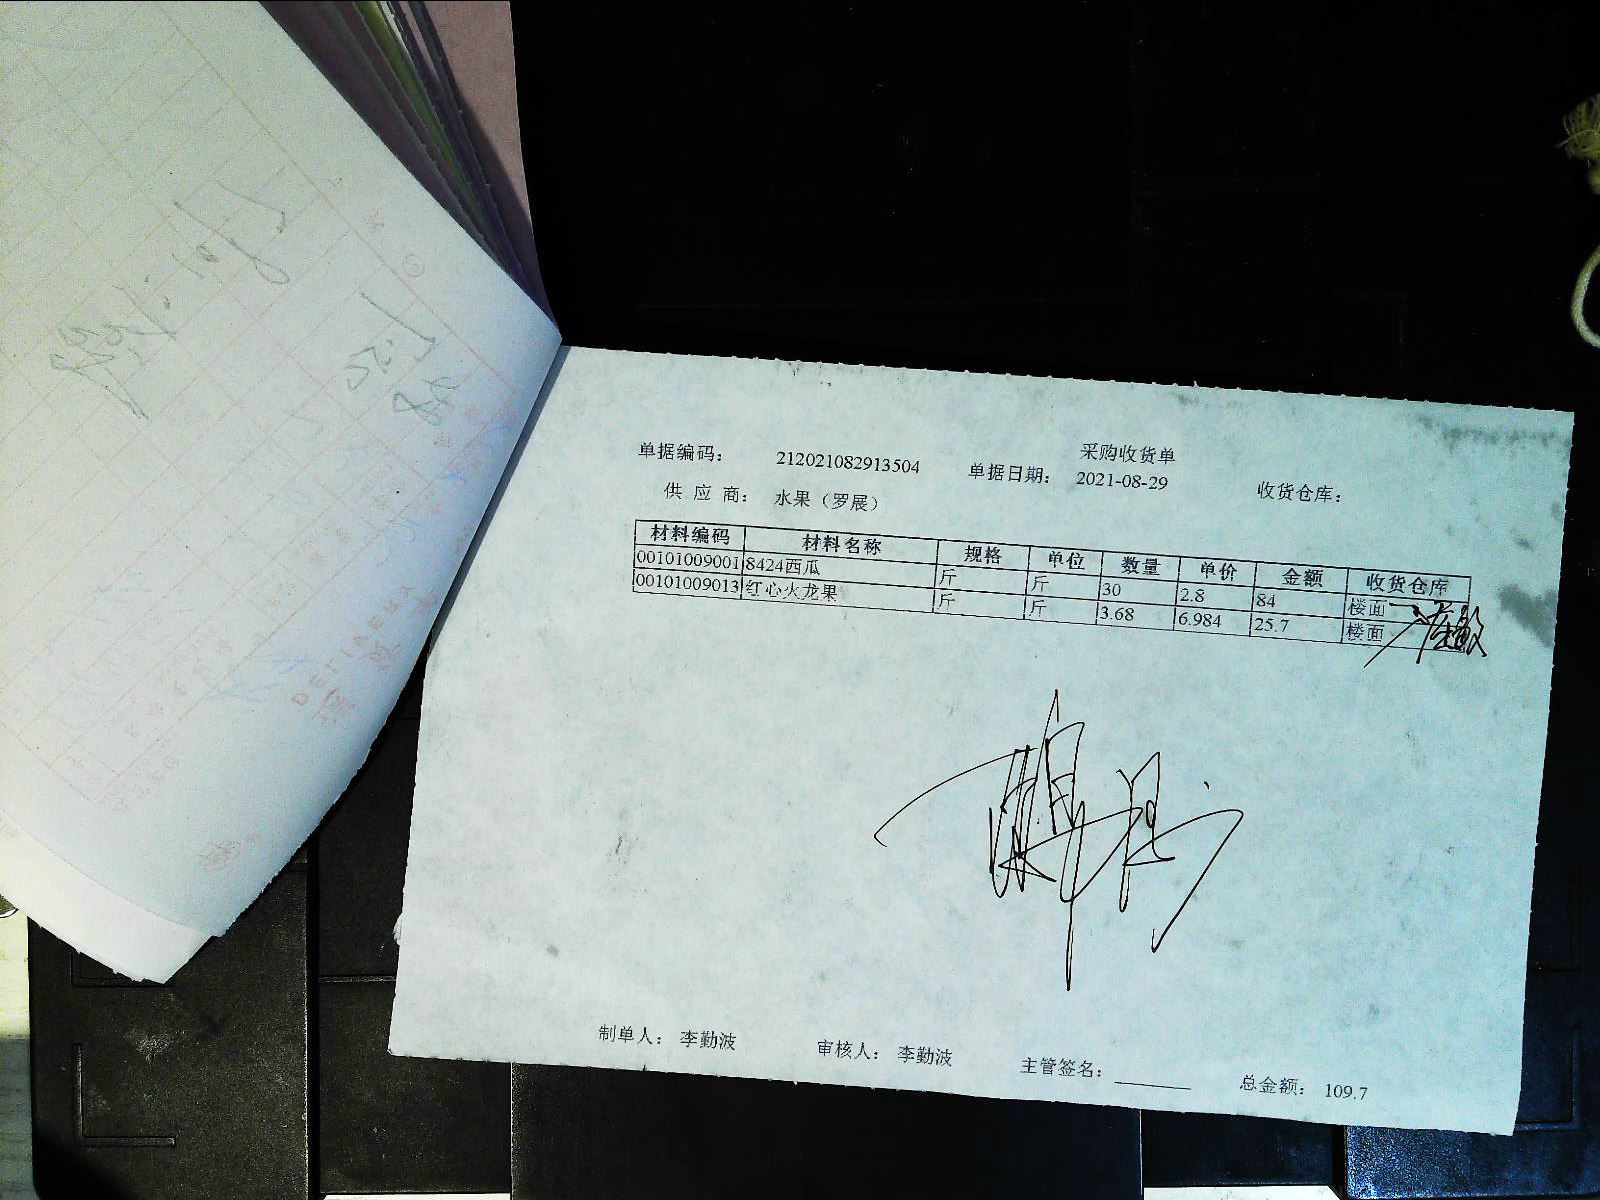 采购收货单
单据编码： 212021082913504 单据日期： 2021-08-29 收货仓库：
供 应 商： 水果（罗展）
材料编码 材料名称 规格 单位 数量 单价 金额 收货仓库
00101009001 8424西瓜 斤 斤 30 2.8 84 楼面
00101009013 红心火龙果 斤 斤 3.68 6.984 25.7 楼面
制单人： 李勤波 审核人： 李勤波 主管签名： 总金额： 109.7